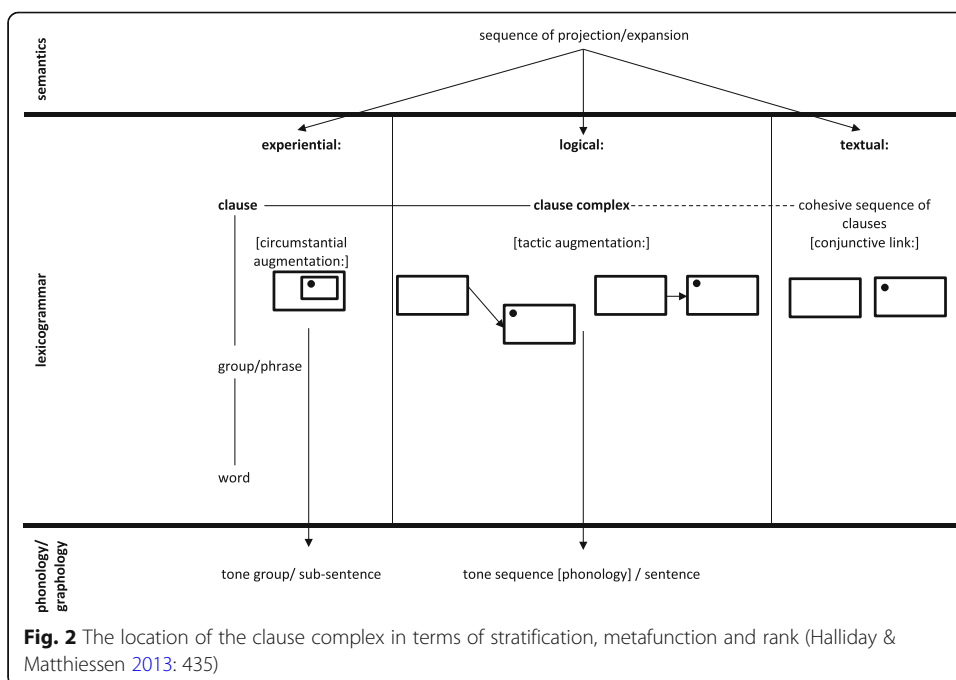 semantics
sequence of projection/expansion
lexicogrammar
experiential:
logical:
textual:
clause
clause complex
cohesive sequence of
clauses
[circumstantial
augmentation:]
[tactic augmentation:]
[conjunctive link:]
group/phrase
word
phonology/
graphology
tone group/ sub-sentence
tone sequence [phonology] / sentence
Fig. 2 The location of the clause complex in terms of stratification, metafunction and rank (Halliday &
Matthiessen 2013: 435)